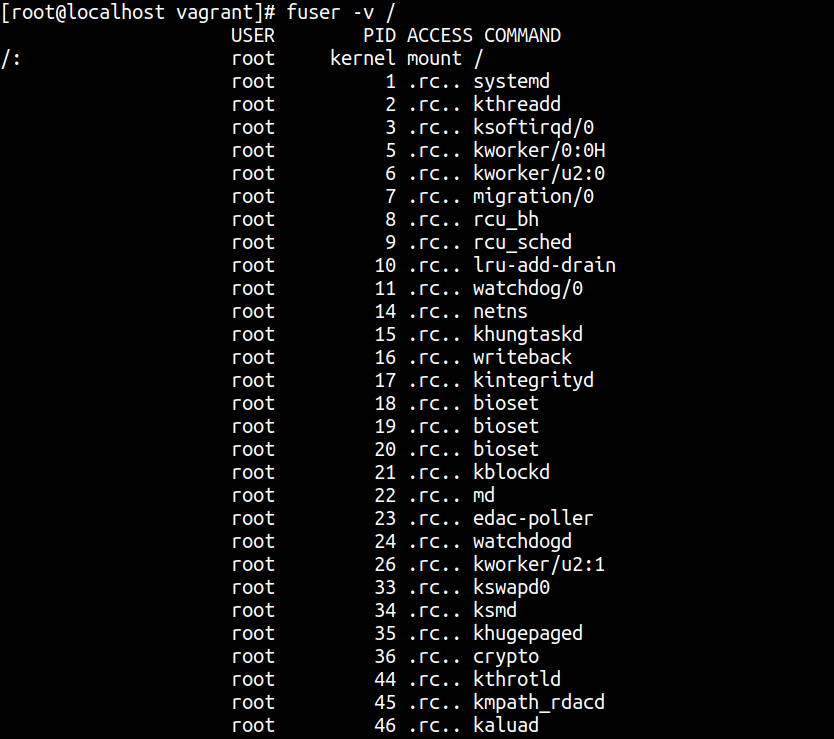 [root@localhost vagrant]# fuser -v /
USER PID ACCESS COMMAND
/: root kernel mount /
root 1 .rc.. systemd
root 2 .rc.. kthreadd
root 3 .rc.. ksoftirqd/0
root 5 .rc.. kworker/0:0H
root 6 .rc.. kworker/u2:0
root 7 .rc.. migration/0
root 8 .rc.. rcu_bh
root 9 .rc.. rcu_sched
root 10 .rc.. lru-add-drain
root 11 .rc.. watchdog/0
root 14 .rc.. netns
root 15 .rc.. khungtaskd
root 16 .rc.. writeback
root 17 .rc.. kintegrityd
root 18 .rc.. bioset
root 19 .rc.. bioset
root 20 .rc.. bioset
root 21 .rc.. kblockd
root 22 .rc.. md
root 23 .rc.. edac-poller
root 24 .rc.. watchdogd
root 26 .rc.. kworker/u2:1
root 33 .rc.. kswapd0
root 34 .rc.. ksmd
root 35 .rc.. khugepaged
root 36 .rc.. crypto
root 44 .rc.. kthrotld
root 45 .rc.. kmpath_rdacd
root 46 .rc.. kaluad